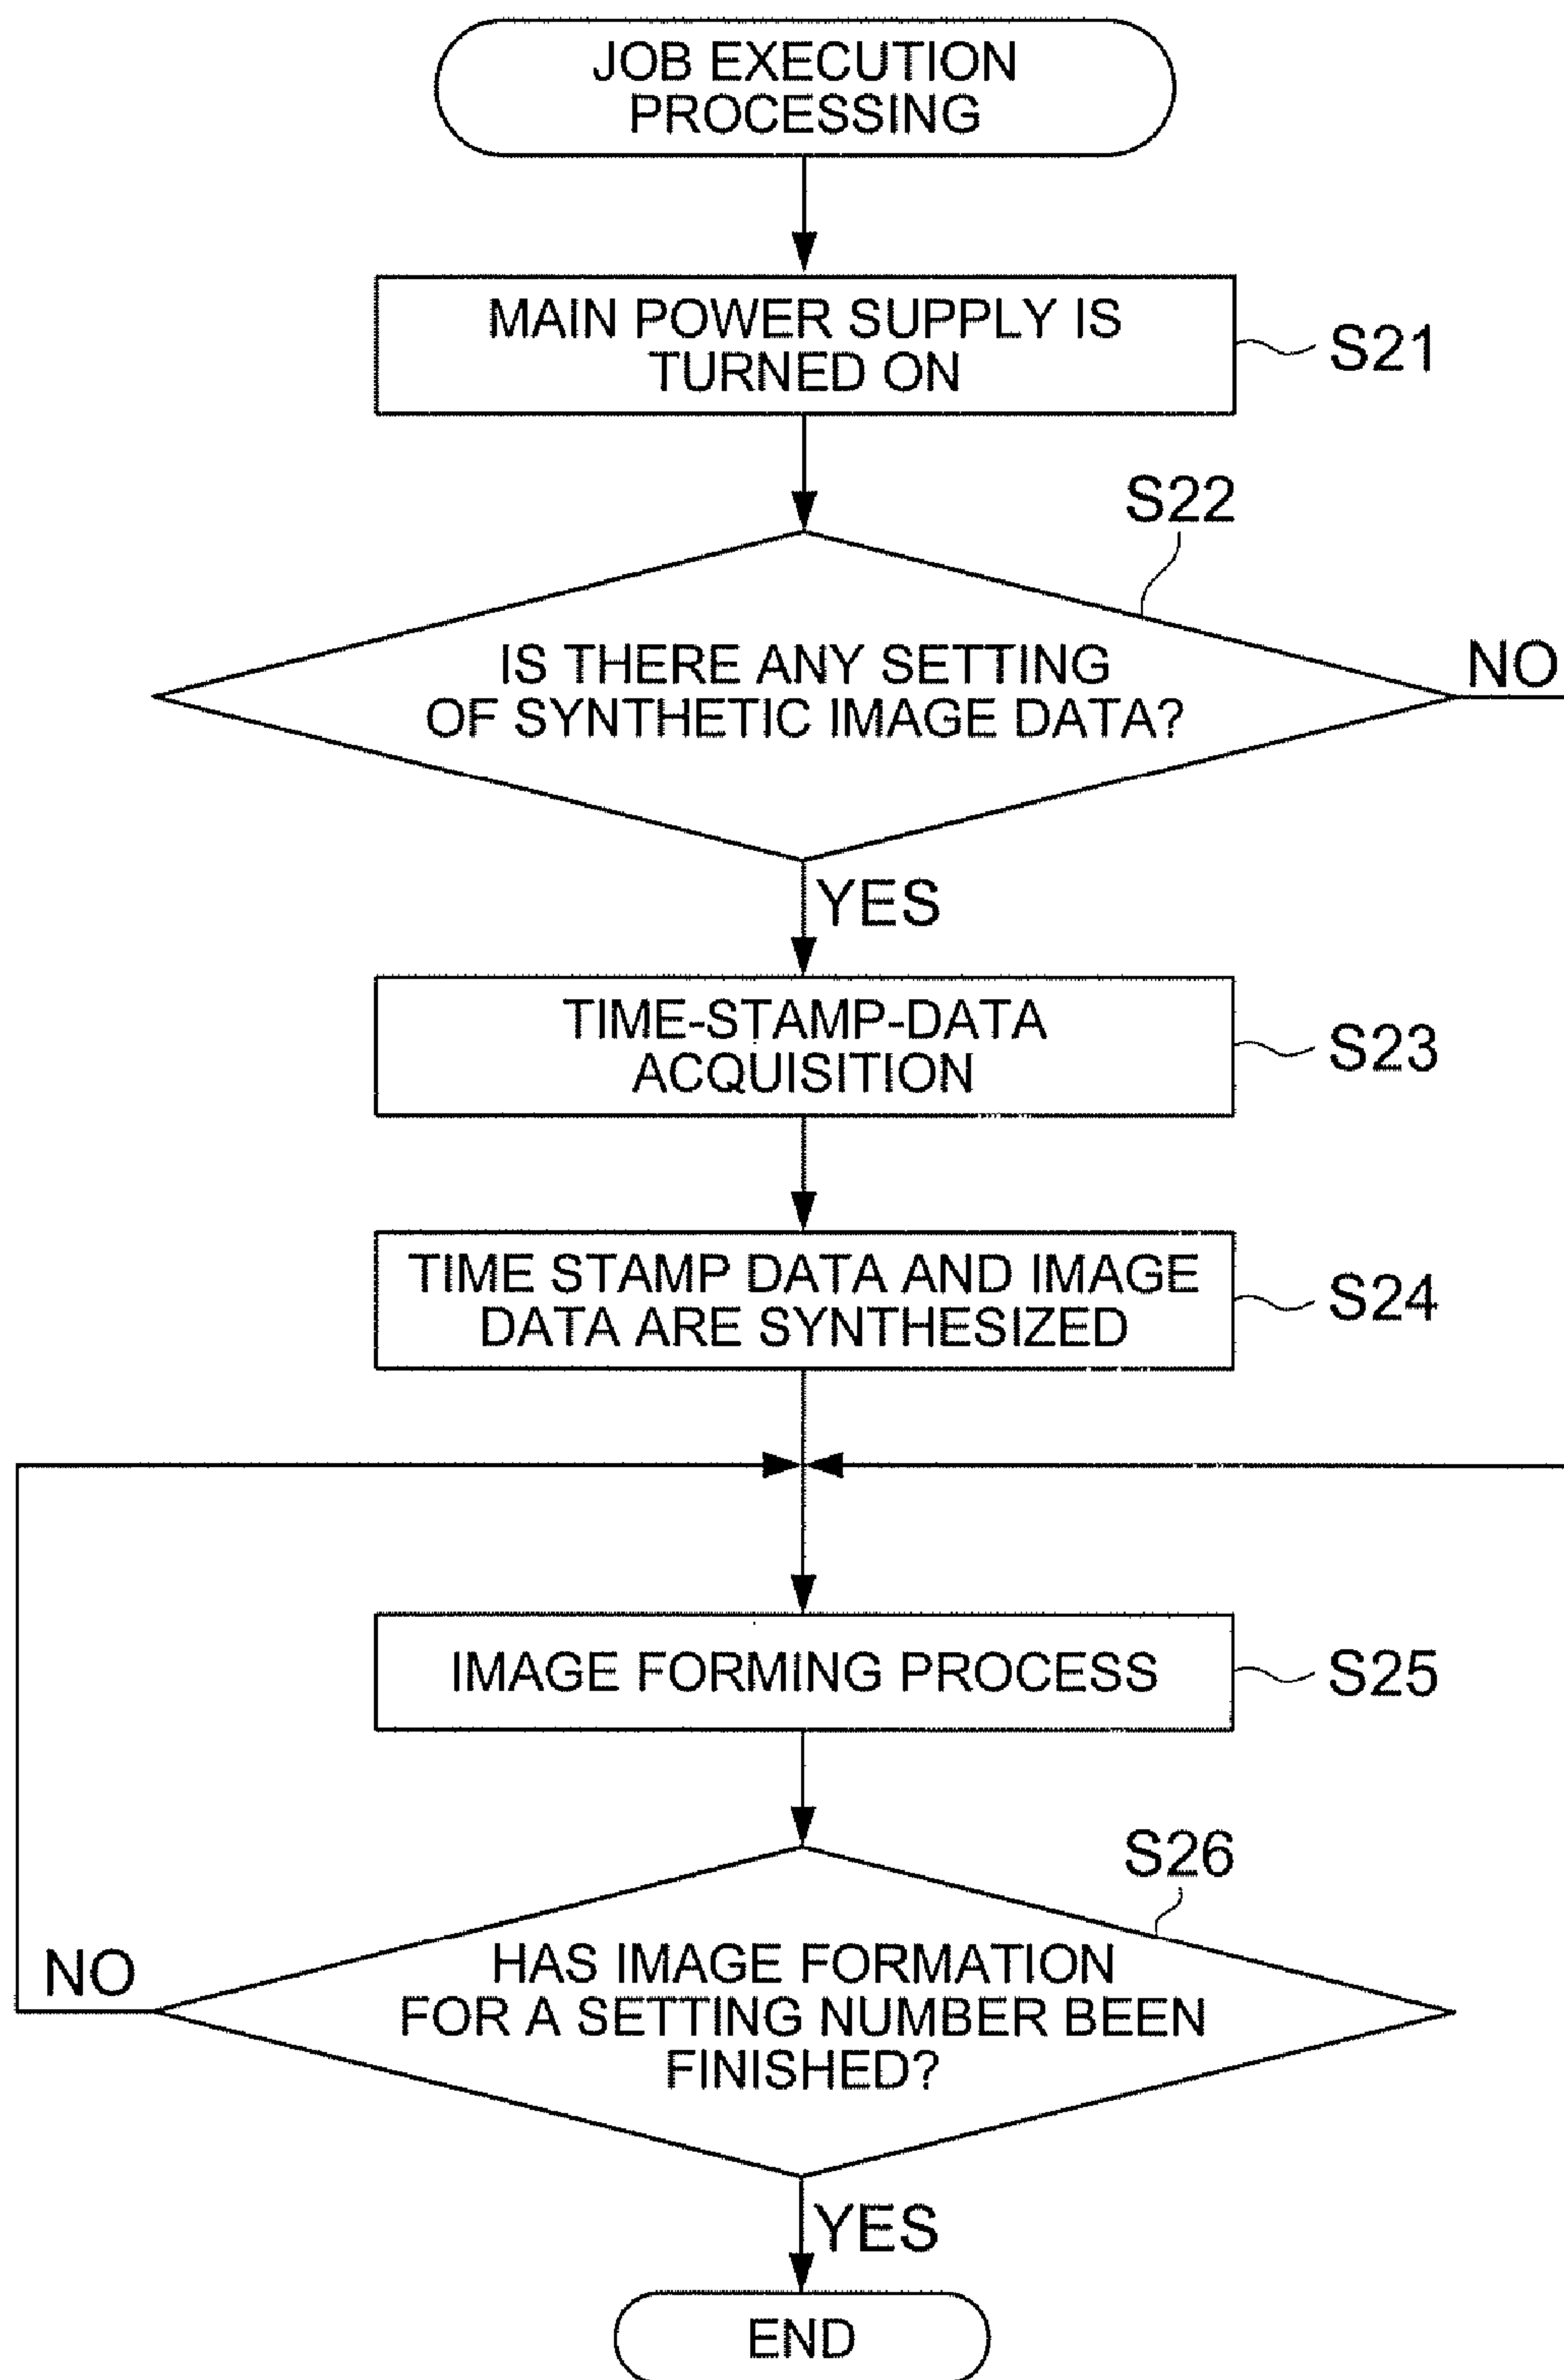 JOB EXECUTION
PROCESSING
MAIN POWER SUPPLY IS
TURNED ON
S21
S22
IS THERE ANY SETTING
OF SYNTHETIC IMAGE DATA?
NO
YES
TIME-STAMP-DATA
ACQUISITION
S23
TIME STAMP DATA AND IMAGE
DATA ARE SYNTHESIZED
S24
IMAGE FORMING PROCESS
S25
S26
HAS IMAGE FORMATION
FOR A SETTING NUMBER BEEN
FINISHED?
NO
YES
END